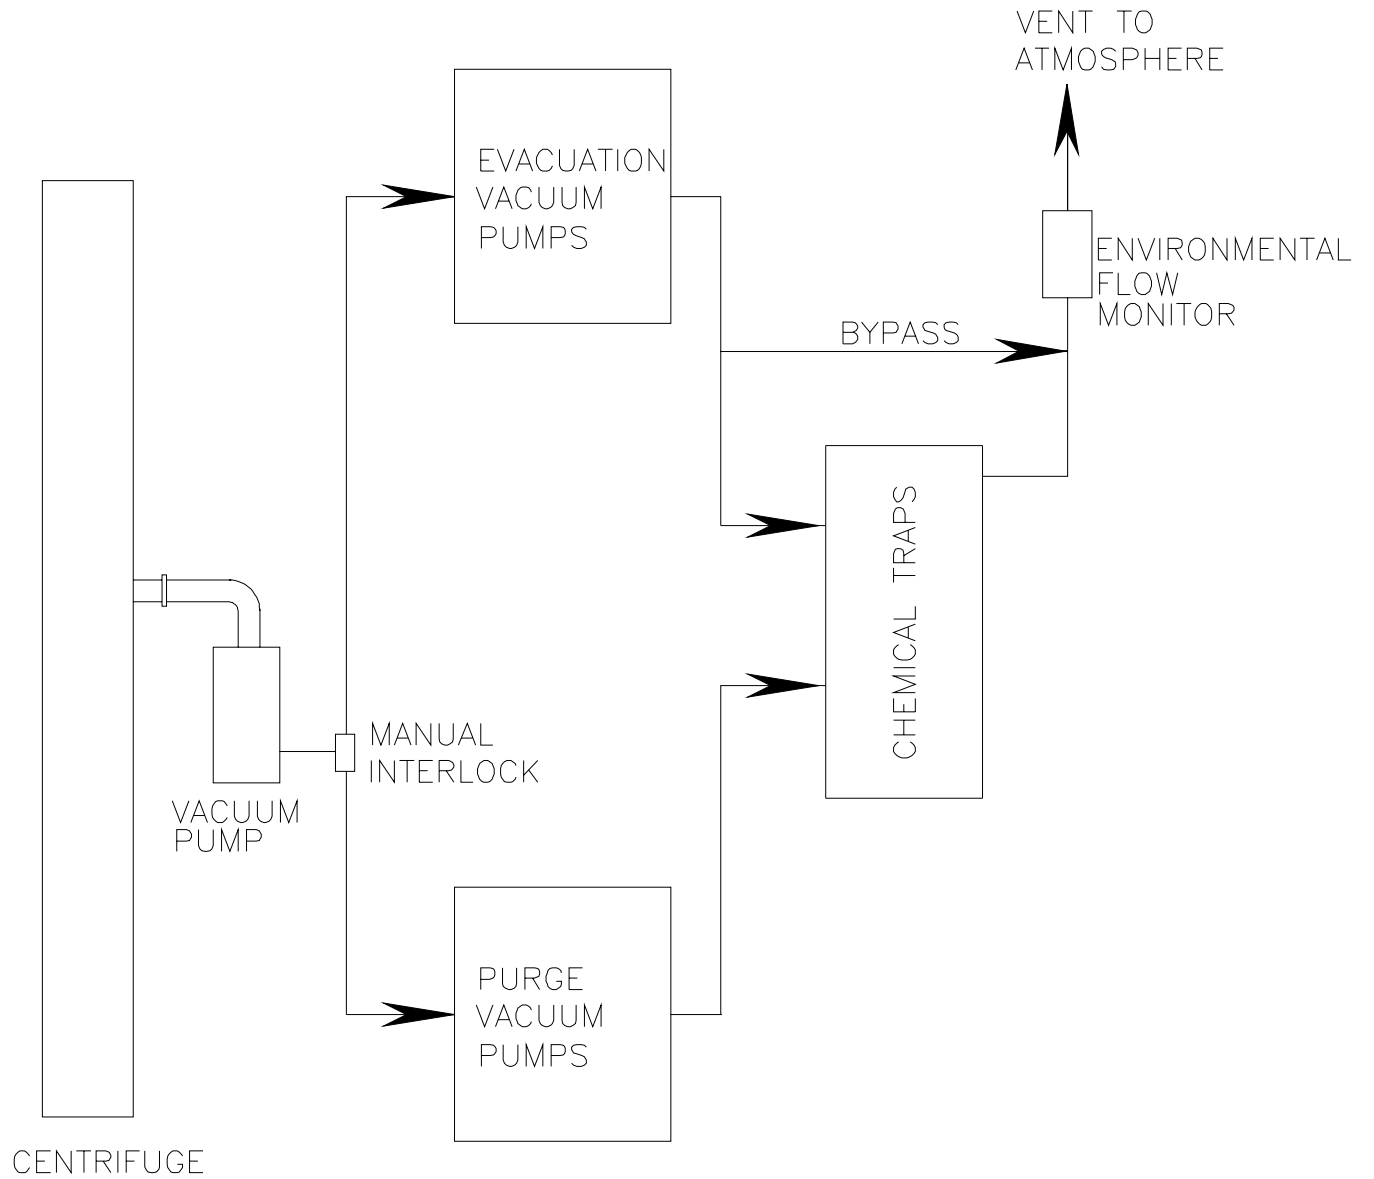 VENT TO
ATMOSPHERE
EVACUATION
VACUUM
PUMPS
ENVIRONMENTAL
FLOW
MONITOR
BYPASS
CHEMICAL TRAPS
MANUAL
INTERLOCK
VACUUM
PUMP
PURGE
VACUUM
PUMPS
CENTRIFUGE